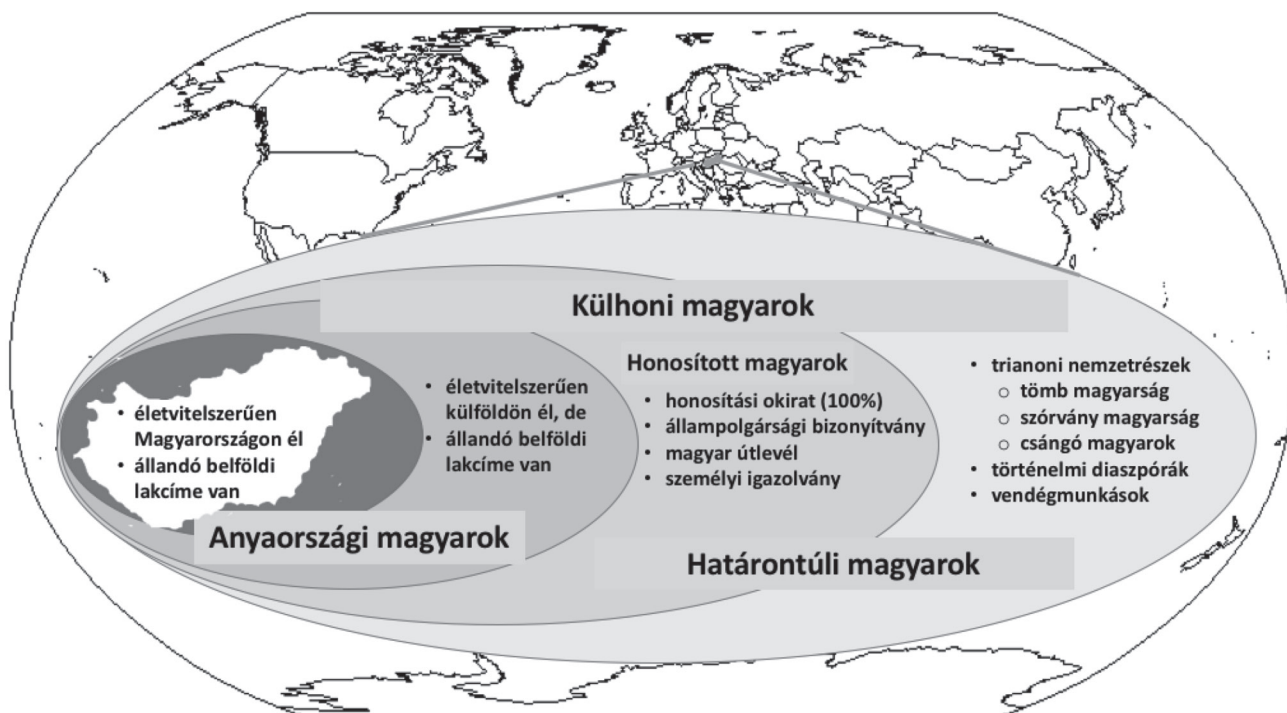 Külhoni magyarok
• életvitelszerűen
Magyarországon él
• állandó belföldi
lakcíme van
Anyaországi magyarok
• életvitelszerűen
külföldön él, de
• állandó belföldi
lakcíme van
Honosított magyarok
• honosítási okirat (100%)
• állampolgársági bizonyítvány
• magyar útlevél
• személyi igazolvány
• trianoni nemzetrészek
○ tömb magyarság
○ szórvány magyarság
○ csángó magyarok
• történelmi diaszpórák
• vendégmunkások
Határontúli magyarok